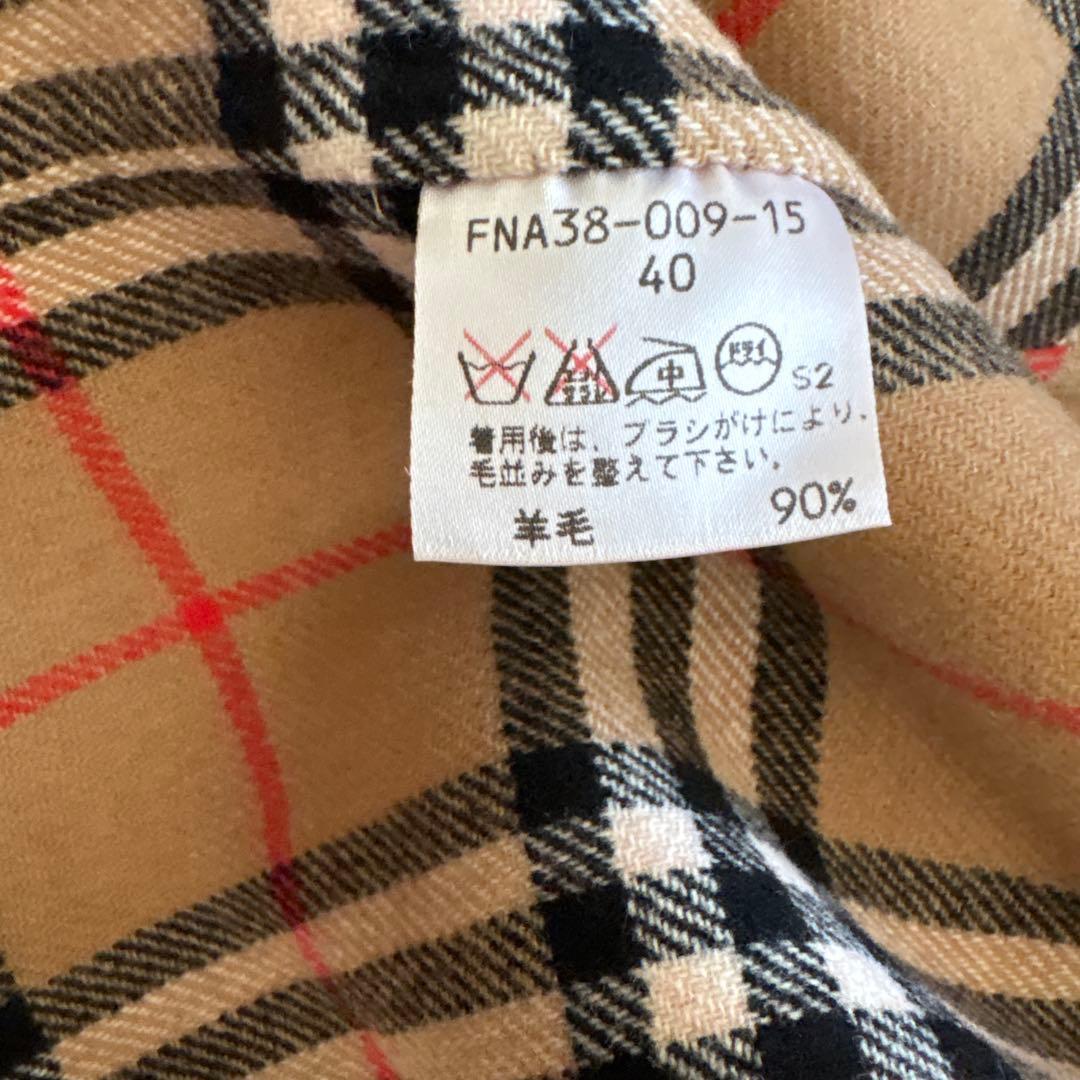 FNA38-009-15
40
中 ドライ S2
着用後は、ブラシがけにより、
毛並みを整えて下さい。
羊毛 90%